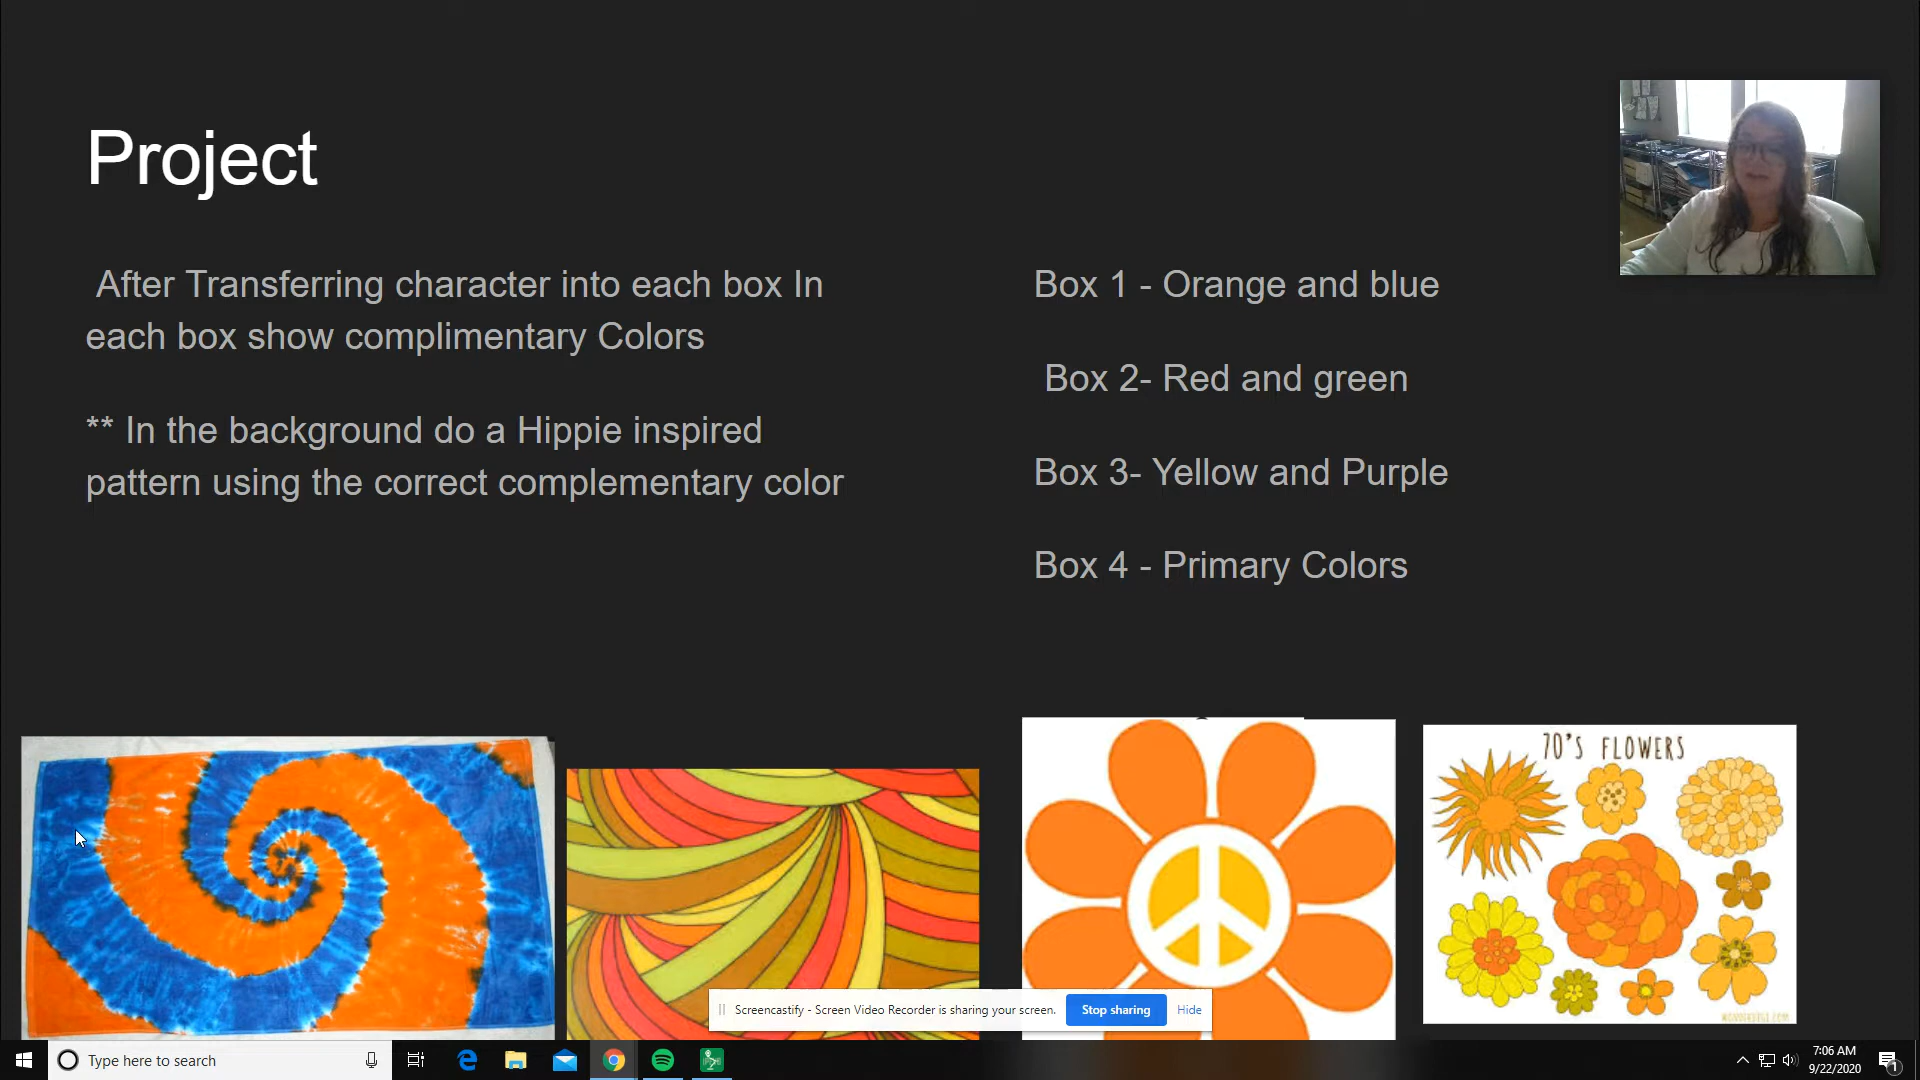 Project
After Transferring character into each box In
each box show complimentary Colors
** In the background do a Hippie inspired
pattern using the correct complementary color
Box 1 - Orange and blue
Box 2- Red and green
Box 3- Yellow and Purple
Box 4 - Primary Colors
70'S FLOWERS
Screencastify - Screen Video Recorder is sharing your screen.
Stop sharing
Hide
Type here to search
7:06 AM
9/22/2020
1